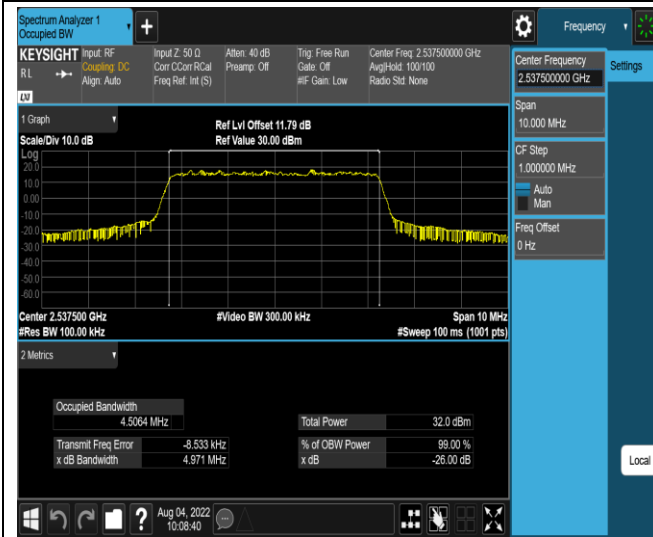 Spectrum Analyzer 1
Occupied BW
Frequency
KEYSIGHT
RL
LXI
Input: RF
Coupling: DC
Align: Auto
Input Z: 50 Ω
Corr CCorr RCal
Freq Ref: Int (S)
Atten: 40 dB
Preamp: Off
Trig: Free Run
Gate: Off
#IF Gain: Low
Center Freq: 2.537500000 GHz
Avg|Hold: 100/100
Radio Std: None
Center Frequency
2.537500000 GHz
Settings
Span
10.000 MHz
CF Step
1.000000 MHz
Auto
Man
Freq Offset
0 Hz
Local
1 Graph
Scale/Div 10.0 dB
Ref Lvl Offset 11.79 dB
Ref Value 30.00 dBm
Log
20.0
10.0
0.00
-10.0
-20.0
-30.0
-40.0
-50.0
-60.0
Center 2.537500 GHz
#Res BW 100.00 kHz
#Video BW 300.00 kHz
Span 10 MHz
#Sweep 100 ms (1001 pts)
2 Metrics
Occupied Bandwidth
4.5064 MHz
Total Power 32.0 dBm
Transmit Freq Error -8.533 kHz
% of OBW Power 99.00 %
x dB Bandwidth 4.971 MHz
x dB -26.00 dB
Aug 04, 2022
10:08:40